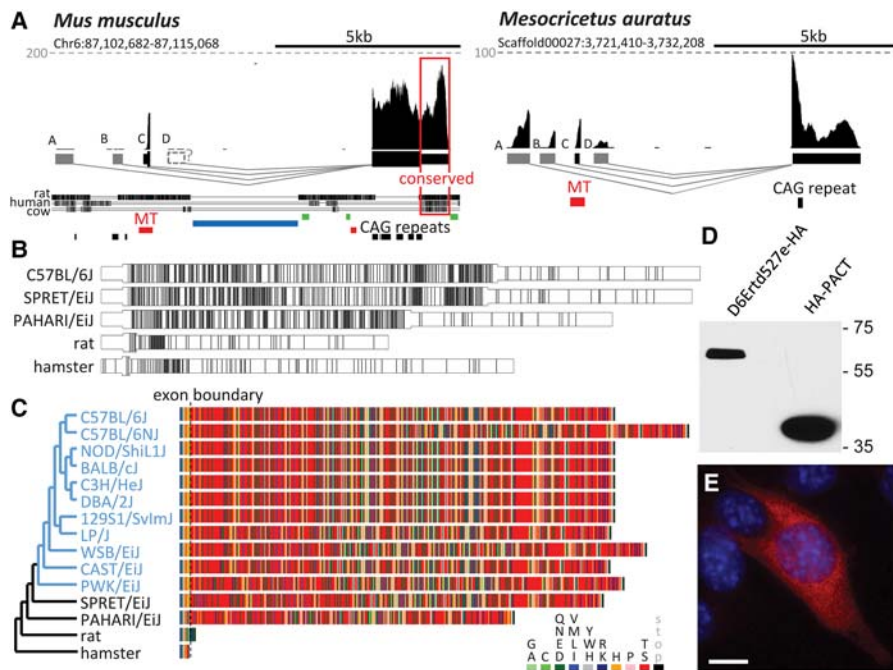 A
Mus musculus
Chr6:87,102,682-87,115,068
5kb
200
A
B
C
D
?
conserved
rat
human
cow
MT
CAG repeats
Mesocricetus auratus
Scaffold00027:3,721,410-3,732,208
5kb
100
A
B
C
D
MT
CAG repeat
B
C57BL/6J
SPRET/EiJ
PAHARI/EiJ
rat
hamster
C
exon boundary
C57BL/6J
C57BL/6NJ
NOD/ShiL1J
BALB/cJ
C3H/HeJ
DBA/2J
129S1/SvImJ
LP/J
WSB/EiJ
CAST/EiJ
PWK/EiJ
SPRET/EiJ
PAHARI/EiJ
rat
hamster
G
A
C
Q
N
E
D
V
M
L
I
Y
W
H
R
K
H
P
T
S
stop
D
D6Ertd527e-HA
HA-PACT
- 75
- 55
- 35
E